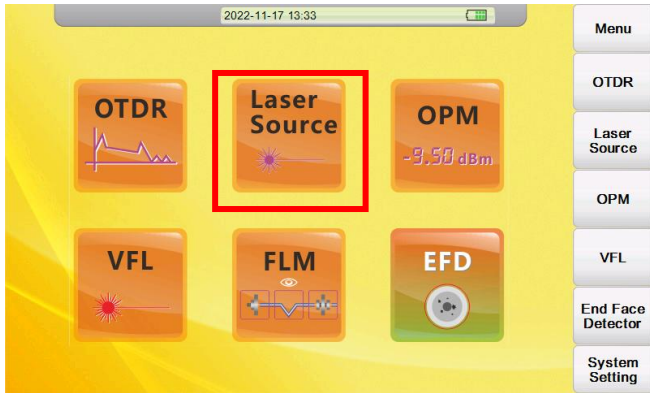 2022-11-17 13:33
OTDR
Laser
Source
OPM
-9.50 dBm
VFL
FLM
EFD
Menu
OTDR
Laser
Source
OPM
VFL
End Face
Detector
System
Setting